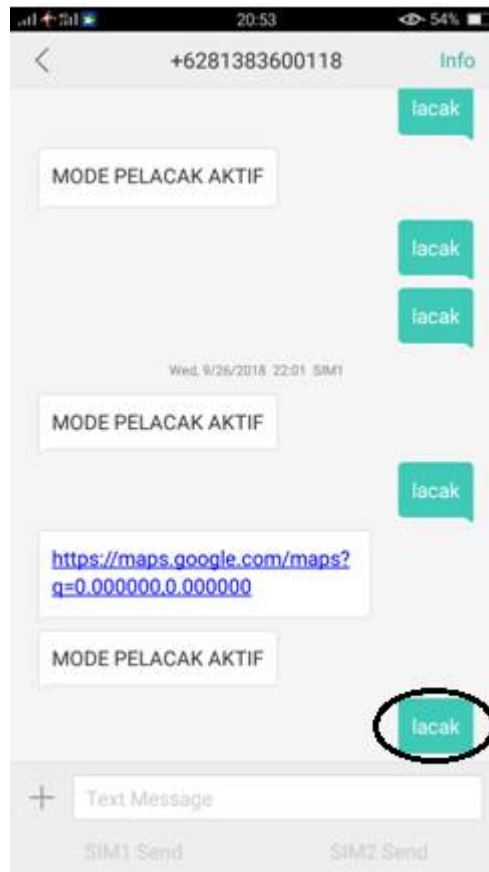 20:53
54%
+6281383600118
Info
lacak
MODE PELACAK AKTIF
lacak
lacak
Wed, 9/26/2018 22:01 SIM1
MODE PELACAK AKTIF
lacak
https://maps.google.com/maps?
q=0.000000,0.000000
MODE PELACAK AKTIF
lacak
Text Message
SIM1 Send
SIM2 Send